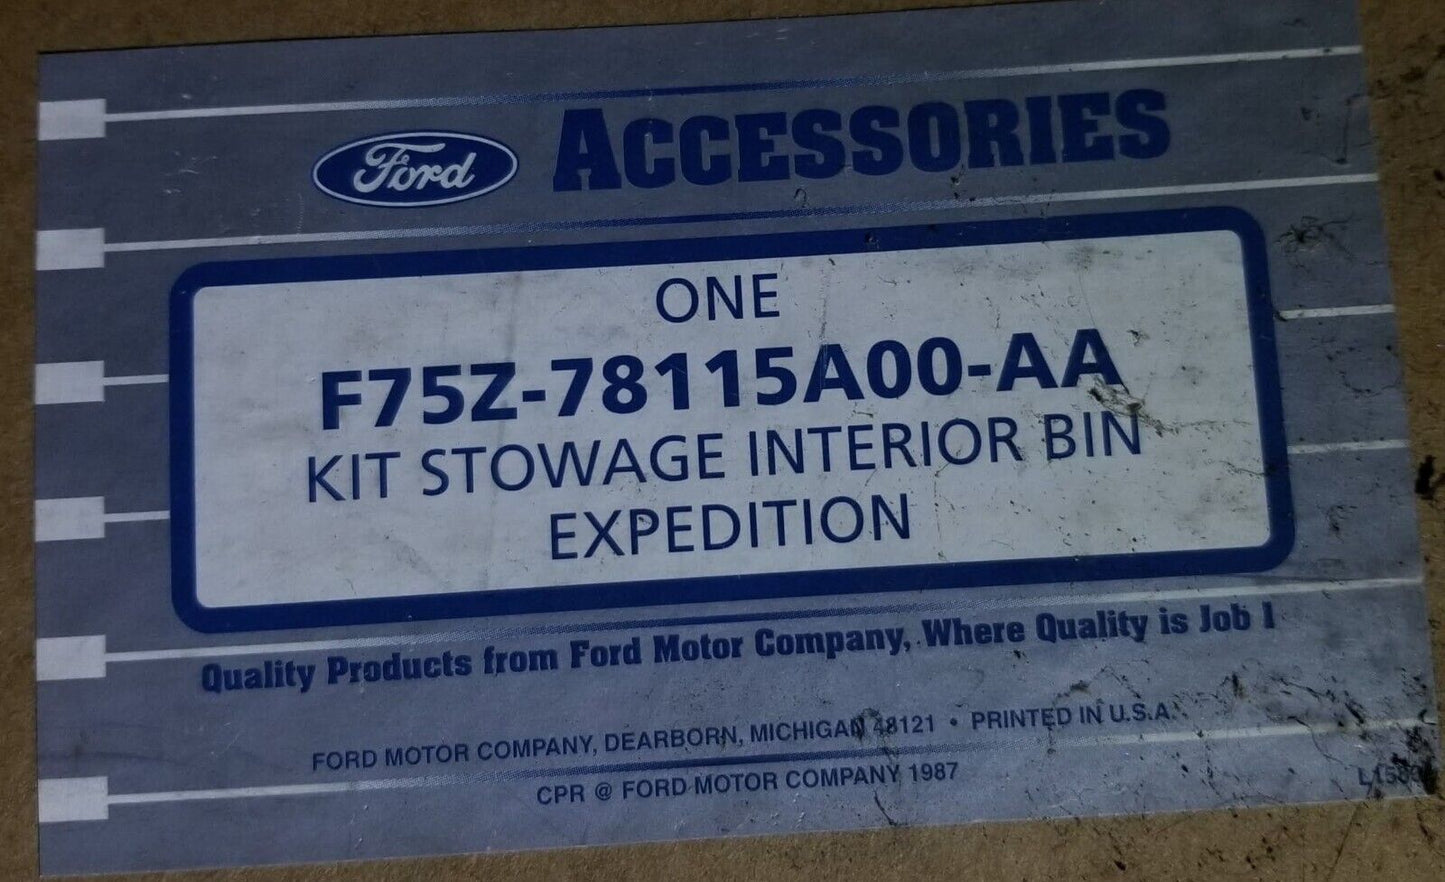 Ford ACCESSORIES
ONE
F75Z-78115A00-AA
KIT STOWAGE INTERIOR BIN
EXPEDITION
Quality Products from Ford Motor Company, Where Quality is Job 1
FORD MOTOR COMPANY, DEARBORN, MICHIGAN 48121 • PRINTED IN U.S.A.
CPR @ FORD MOTOR COMPANY 1987